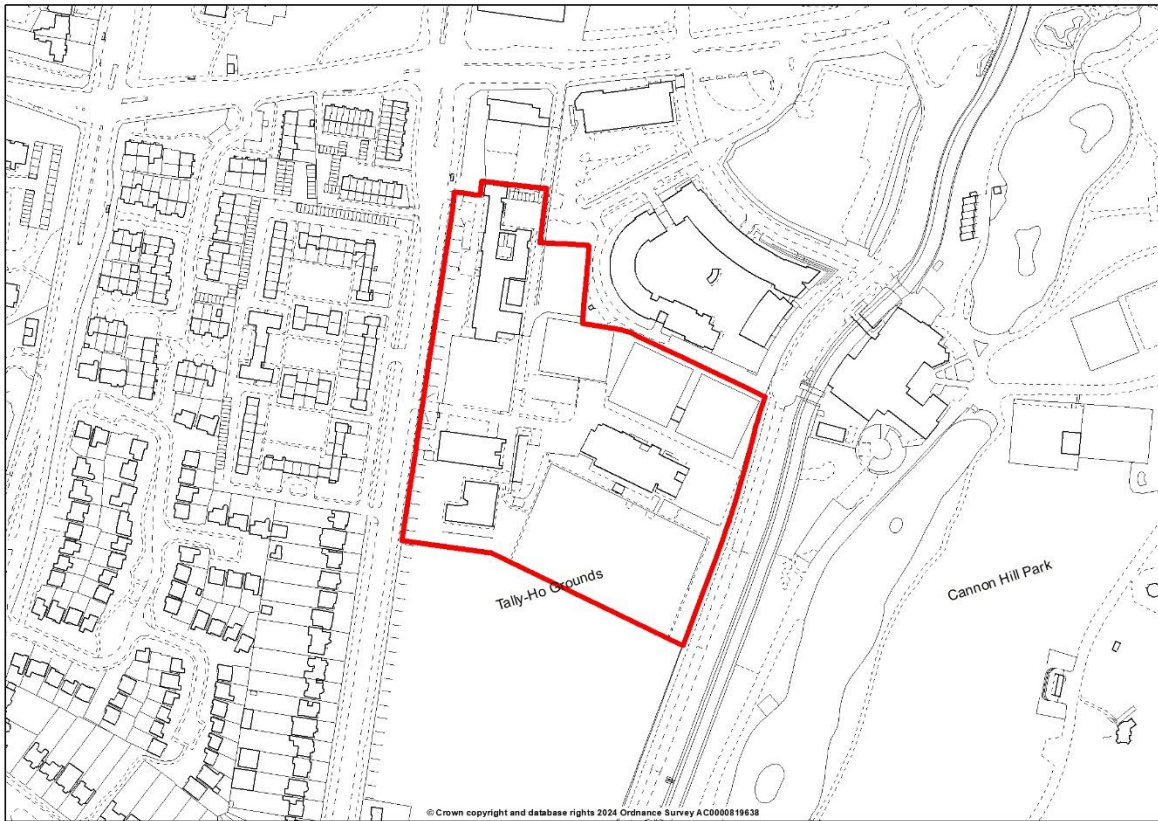 Tally-Ho Grounds
Cannon Hill Park
© Crown copyright and database rights 2024 Ordnance Survey AC0000819638